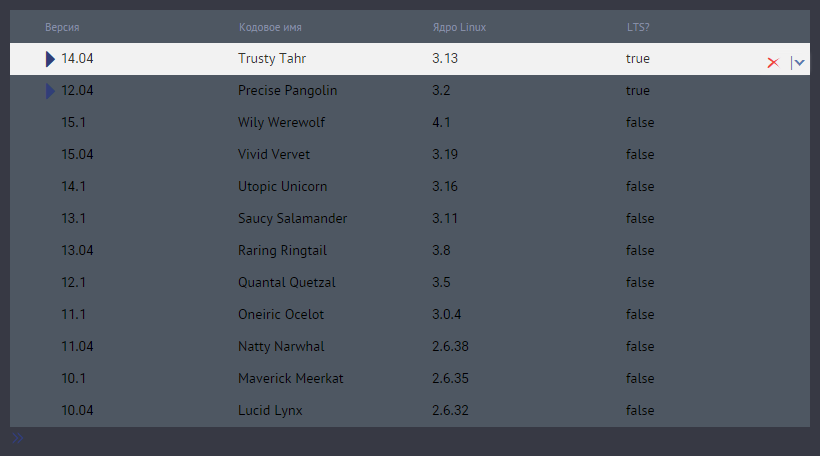 Версия Кодовое имя Ядро Linux LTS?
14.04 Trusty Tahr 3.13 true
12.04 Precise Pangolin 3.2 true
15.1 Wily Werewolf 4.1 false
15.04 Vivid Vervet 3.19 false
14.1 Utopic Unicorn 3.16 false
13.1 Saucy Salamander 3.11 false
13.04 Raring Ringtail 3.8 false
12.1 Quantal Quetzal 3.5 false
11.1 Oneiric Ocelot 3.0.4 false
11.04 Natty Narwhal 2.6.38 false
10.1 Maverick Meerkat 2.6.35 false
10.04 Lucid Lynx 2.6.32 false